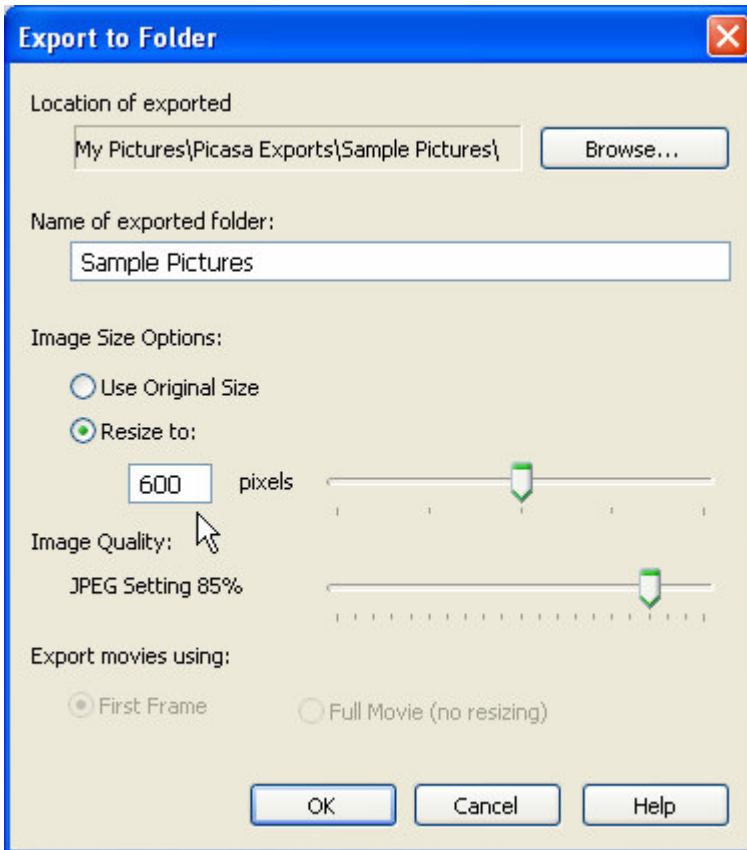 Export to Folder
Location of exported
My Pictures\Picasa Exports\Sample Pictures\ Browse...
Name of exported folder:
Sample Pictures
Image Size Options:
Use Original Size
Resize to:
600 pixels
Image Quality:
JPEG Setting 85%
Export movies using:
First Frame Full Movie (no resizing)
OK Cancel Help